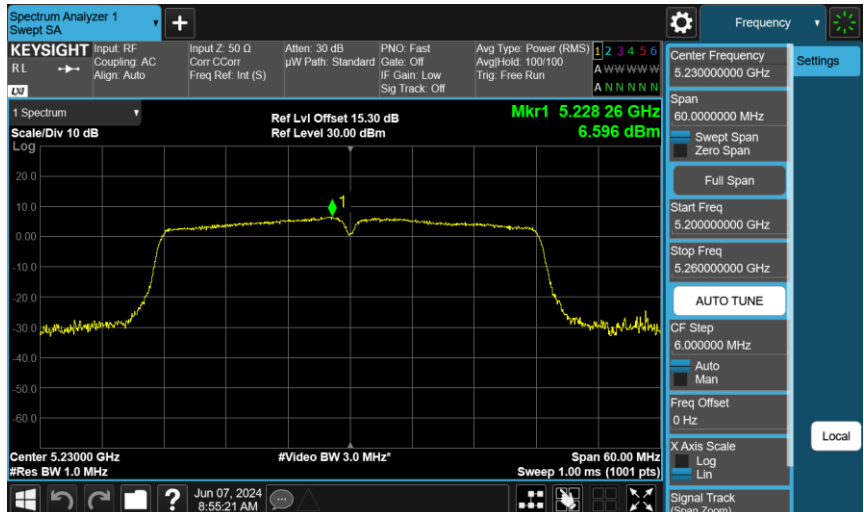 Spectrum Analyzer 1
Swept SA
Frequency
KEYSIGHT
R L
LXI
Input: RF
Coupling: AC
Align: Auto
Input Z: 50 Ω
Corr CCorr
Freq Ref: Int (S)
Atten: 30 dB
µW Path: Standard
PNO: Fast
Gate: Off
IF Gain: Low
Sig Track: Off
Avg Type: Power (RMS)
Avg|Hold: 100/100
Trig: Free Run
1 2 3 4 5 6
A W W W W W
A N N N N N
1 Spectrum
Scale/Div 10 dB
Log
Ref Lvl Offset 15.30 dB
Ref Level 30.00 dBm
Mkr1 5.228 26 GHz
6.596 dBm
20.0
10.0
0.00
-10.0
-20.0
-30.0
-40.0
-50.0
-60.0
1
Center 5.23000 GHz
#Res BW 1.0 MHz
#Video BW 3.0 MHz*
Span 60.00 MHz
Sweep 1.00 ms (1001 pts)
Jun 07, 2024
8:55:21 AM
Center Frequency
5.230000000 GHz
Span
60.0000000 MHz
Swept Span
Zero Span
Full Span
Start Freq
5.200000000 GHz
Stop Freq
5.260000000 GHz
AUTO TUNE
CF Step
6.000000 MHz
Auto
Man
Freq Offset
0 Hz
X Axis Scale
Log
Lin
Signal Track
(Span Zoom)
Settings
Local